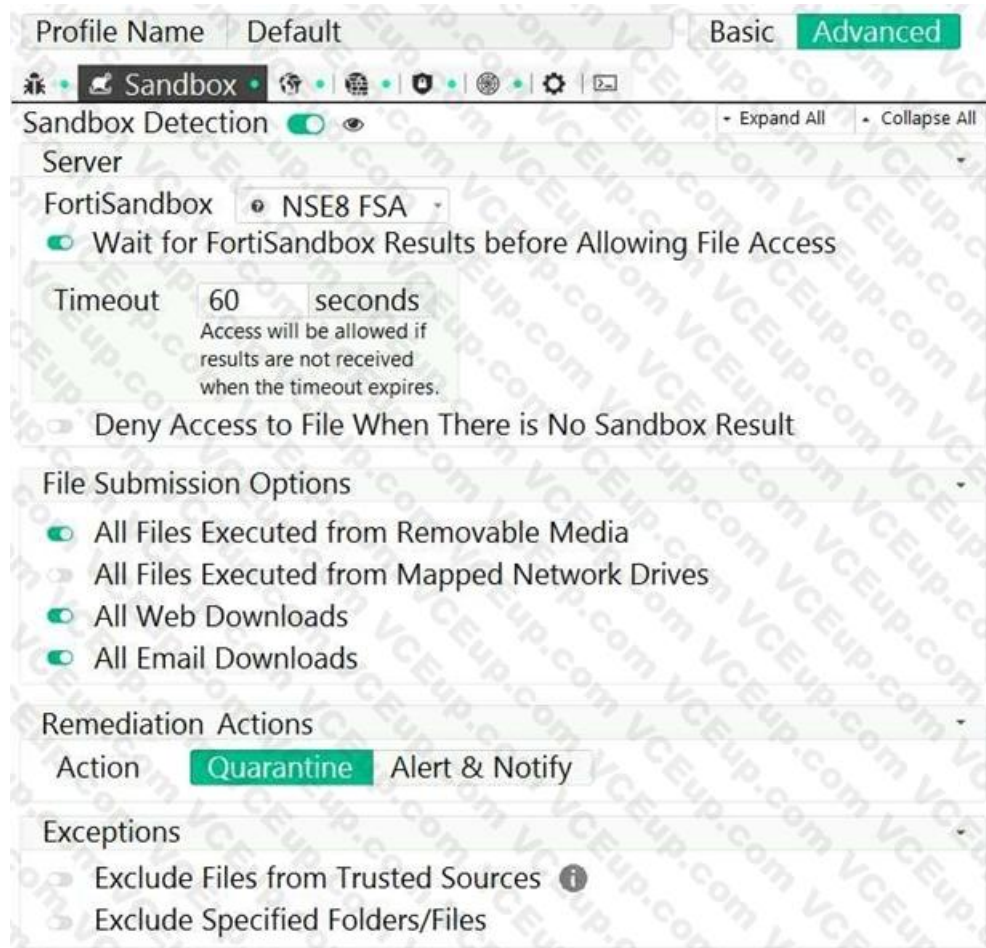 Profile Name Default Basic Advanced
Sandbox
Sandbox Detection Expand All Collapse All
Server
FortiSandbox NSE8 FSA
Wait for FortiSandbox Results before Allowing File Access
Timeout 60 seconds
Access will be allowed if
results are not received
when the timeout expires.
Deny Access to File When There is No Sandbox Result
File Submission Options
All Files Executed from Removable Media
All Files Executed from Mapped Network Drives
All Web Downloads
All Email Downloads
Remediation Actions
Action Quarantine Alert & Notify
Exceptions
Exclude Files from Trusted Sources
Exclude Specified Folders/Files
VCEup.com